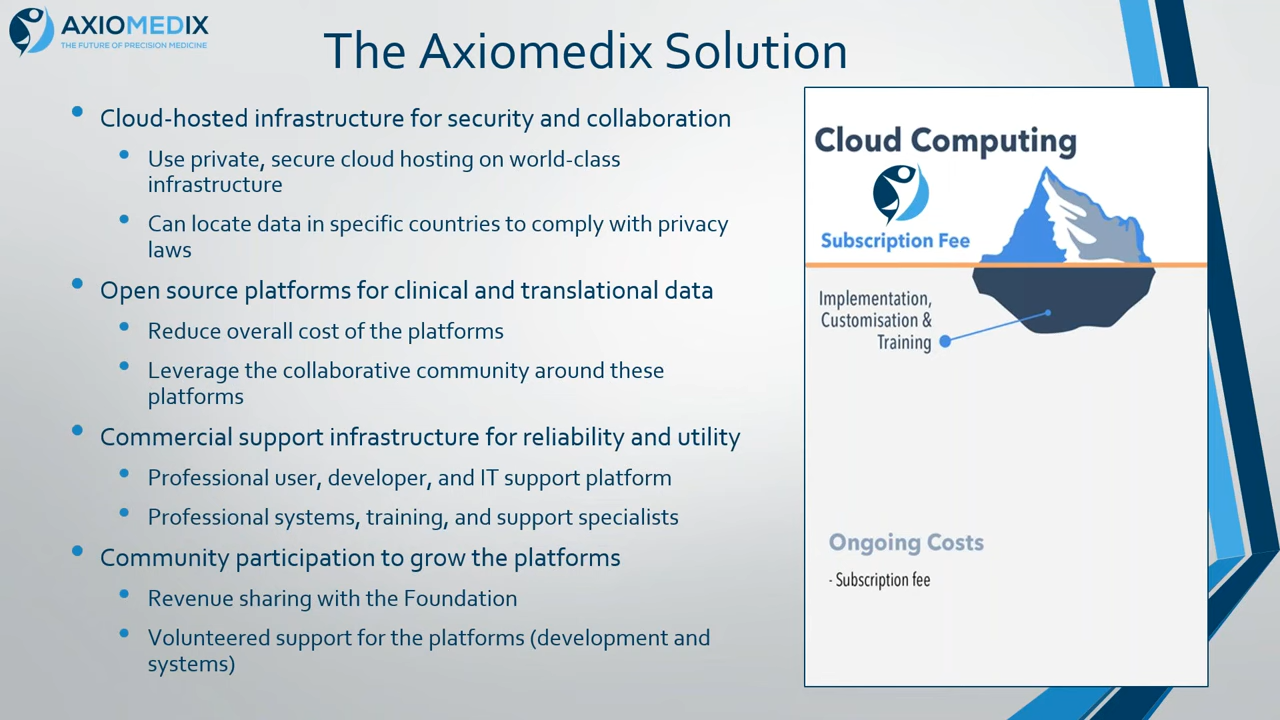 AXIOMEDIX
THE FUTURE OF PRECISION MEDICINE
The Axiomedix Solution
• Cloud-hosted infrastructure for security and collaboration
• Use private, secure cloud hosting on world-class
infrastructure
• Can locate data in specific countries to comply with privacy
laws
• Open source platforms for clinical and translational data
• Reduce overall cost of the platforms
• Leverage the collaborative community around these
platforms
• Commercial support infrastructure for reliability and utility
• Professional user, developer, and IT support platform
• Professional systems, training, and support specialists
• Community participation to grow the platforms
• Revenue sharing with the Foundation
• Volunteered support for the platforms (development and
systems)
Cloud Computing
Subscription Fee
Implementation,
Customisation &
Training
Ongoing Costs
- Subscription fee